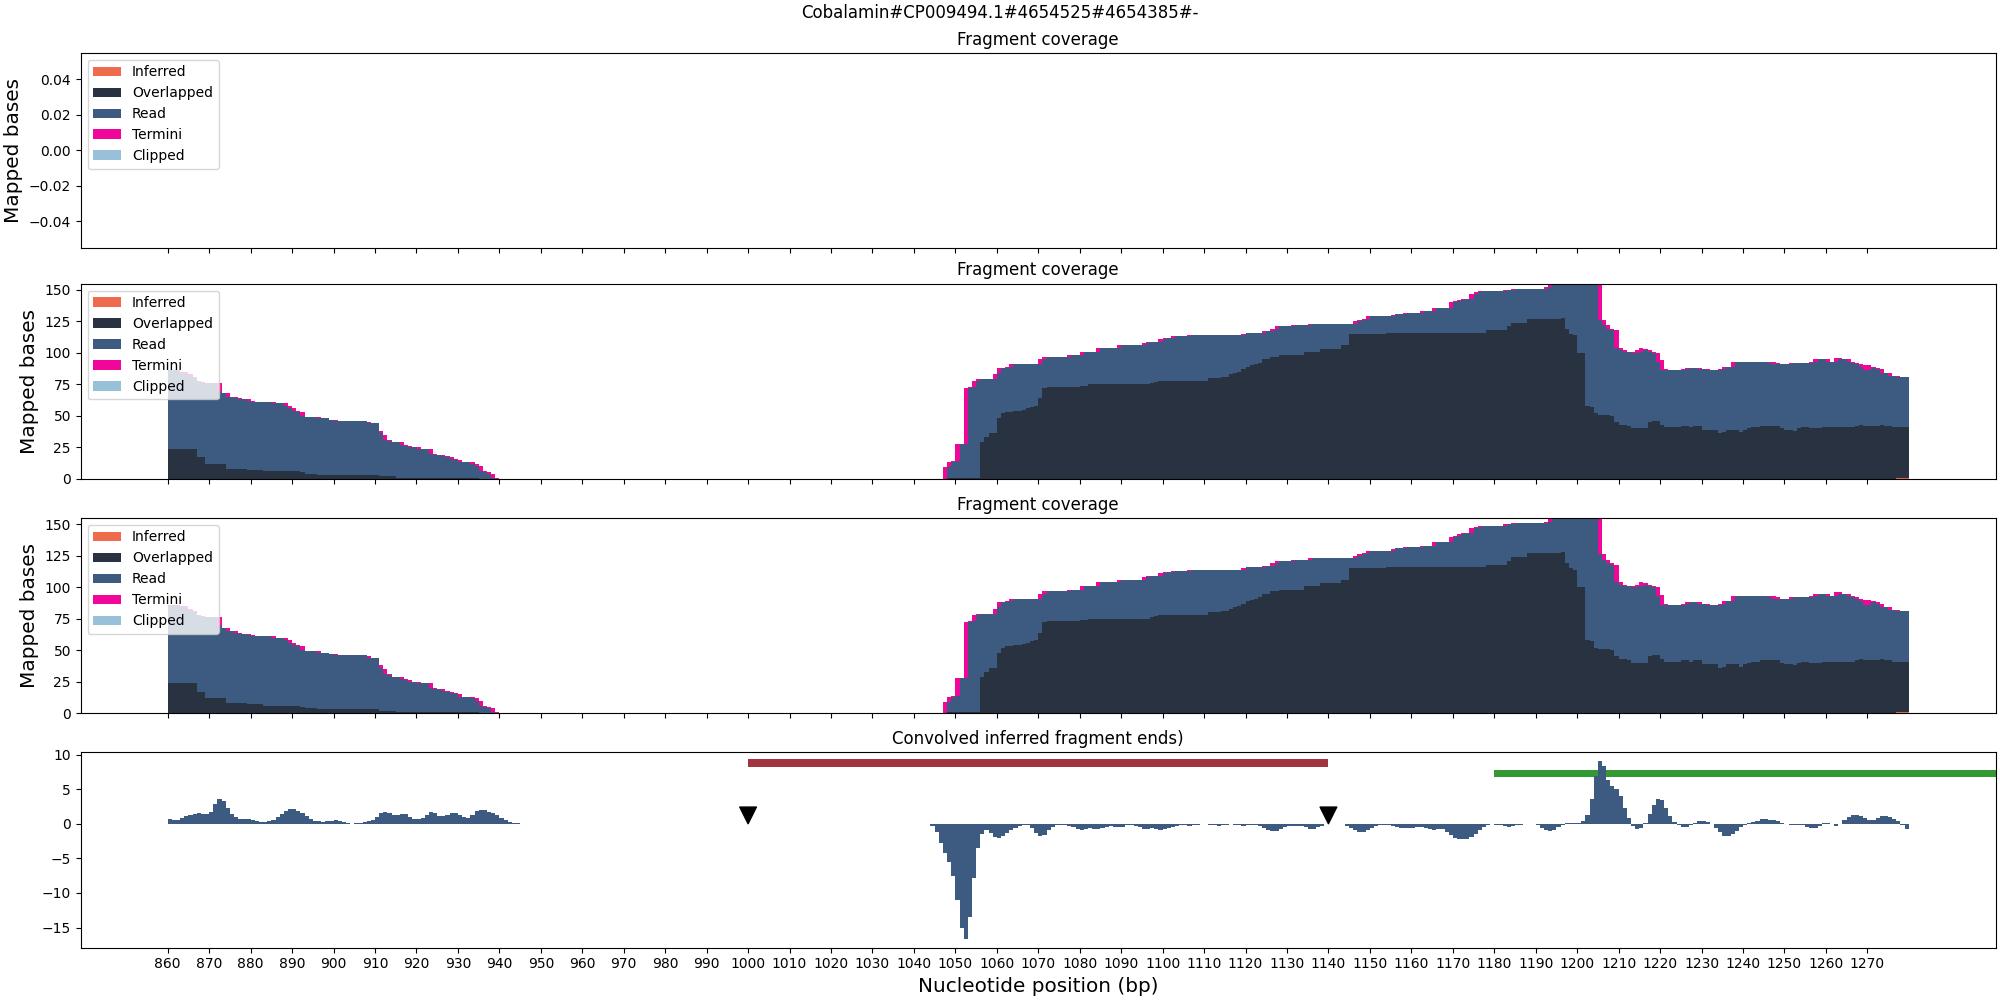 Cobalamin#CP009494.1#4654525#4654385#-
Fragment coverage
Mapped bases
0.04
0.02
0.00
−0.02
−0.04
Inferred
Overlapped
Read
Termini
Clipped
Fragment coverage
Mapped bases
150
125
100
75
50
25
0
Inferred
Overlapped
Read
Termini
Clipped
Fragment coverage
Mapped bases
150
125
100
75
50
25
0
Inferred
Overlapped
Read
Termini
Clipped
Convolved inferred fragment ends)
10
5
0
−5
−10
−15
860 870 880 890 900 910 920 930 940 950 960 970 980 990 1000 1010 1020 1030 1040 1050 1060 1070 1080 1090 1100 1110 1120 1130 1140 1150 1160 1170 1180 1190 1200 1210 1220 1230 1240 1250 1260 1270
Nucleotide position (bp)